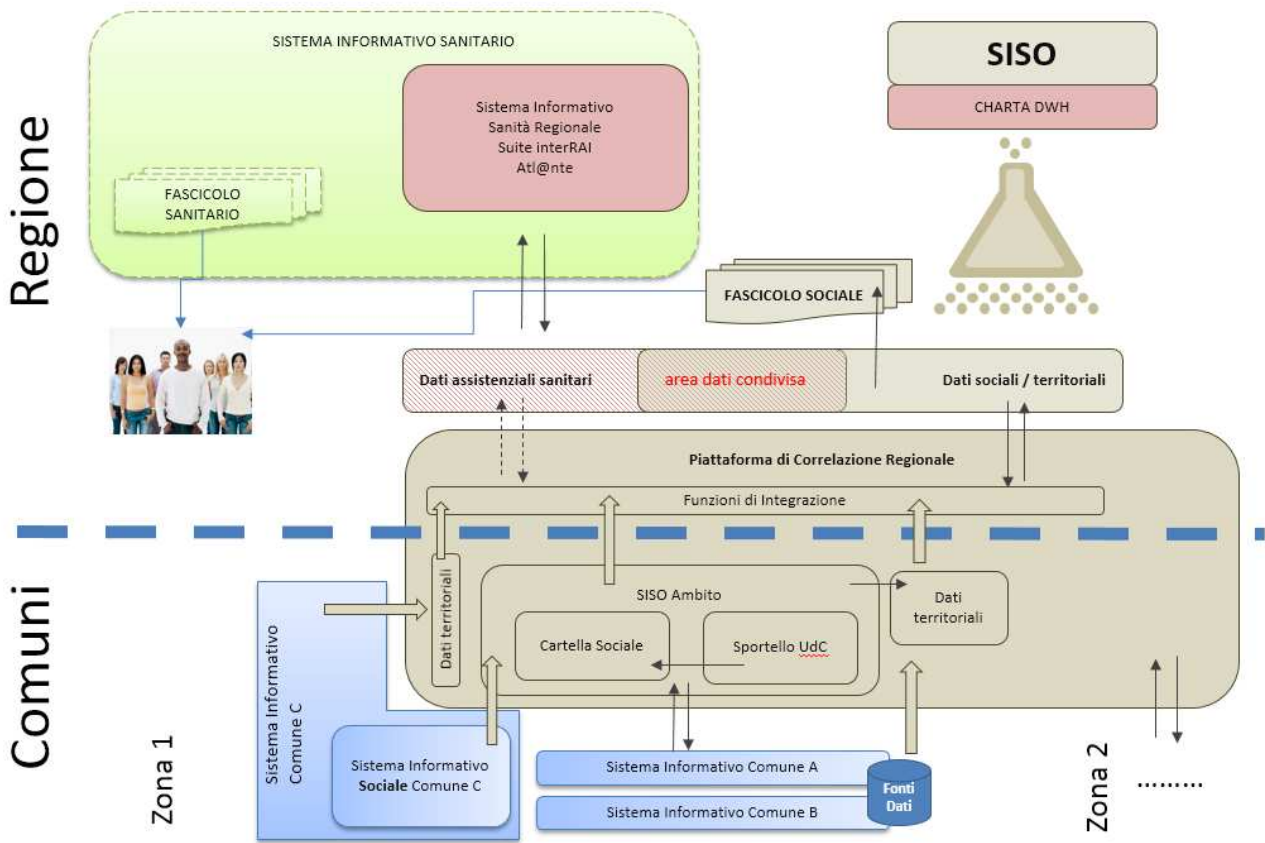 Regione
SISTEMA INFORMATIVO SANITARIO
Sistema Informativo
Sanità Regionale
Suite interRAI
Atl@nte
FASCICOLO
SANITARIO
SISO
CHARTA DWH
FASCICOLO SOCIALE
Dati assistenziali sanitari
area dati condivisa
Dati sociali / territoriali
Piattaforma di Correlazione Regionale
Funzioni di Integrazione
Comuni
Zona 1
Sistema Informativo
Comune C
Dati territoriali
SISO Ambito
Cartella Sociale
Sportello UdC
Dati
territoriali
Sistema Informativo
Sociale Comune C
Sistema Informativo Comune A
Sistema Informativo Comune B
Fonti
Dati
Zona 2
………